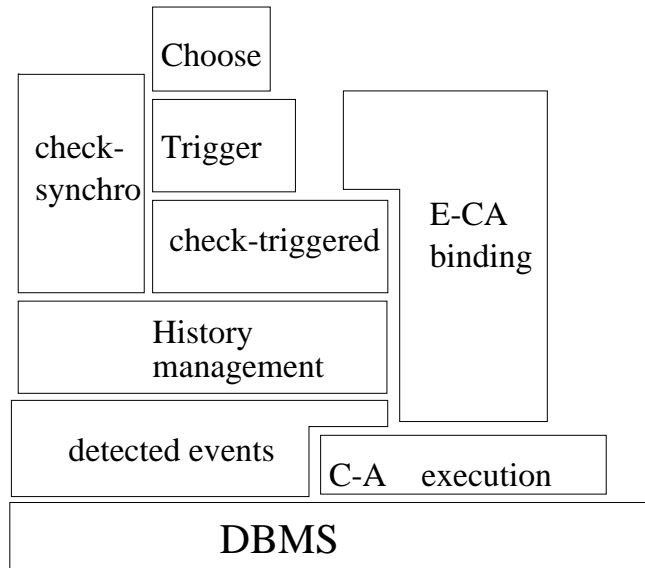 Choose
check-
synchro
Trigger
E-CA
binding
check-triggered
History
management
detected events
C-A execution
DBMS